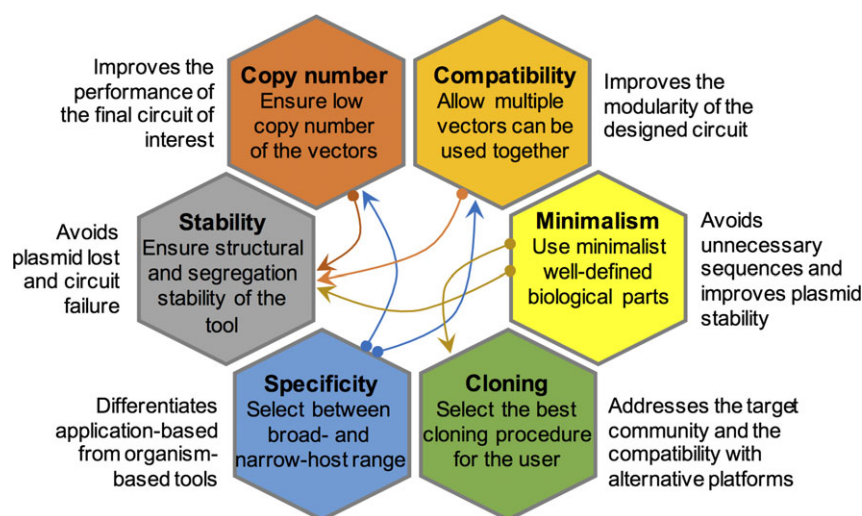 Improves the
performance of
the final circuit of
interest
Copy number
Ensure low
copy number
of the vectors
Compatibility
Allow multiple
vectors can be
used together
Improves the
modularity of the
designed circuit
Avoids
plasmid lost
and circuit
failure
Stability
Ensure structural
and segregation
stability of the
tool
Minimalism
Use minimalist
well-defined
biological parts
Avoids
unnecessary
sequences and
improves plasmid
stability
Differentiates
application-based
from organism-
based tools
Specificity
Select between
broad- and
narrow-host range
Cloning
Select the best
cloning procedure
for the user
Addresses the target
community and the
compatibility with
alternative platforms